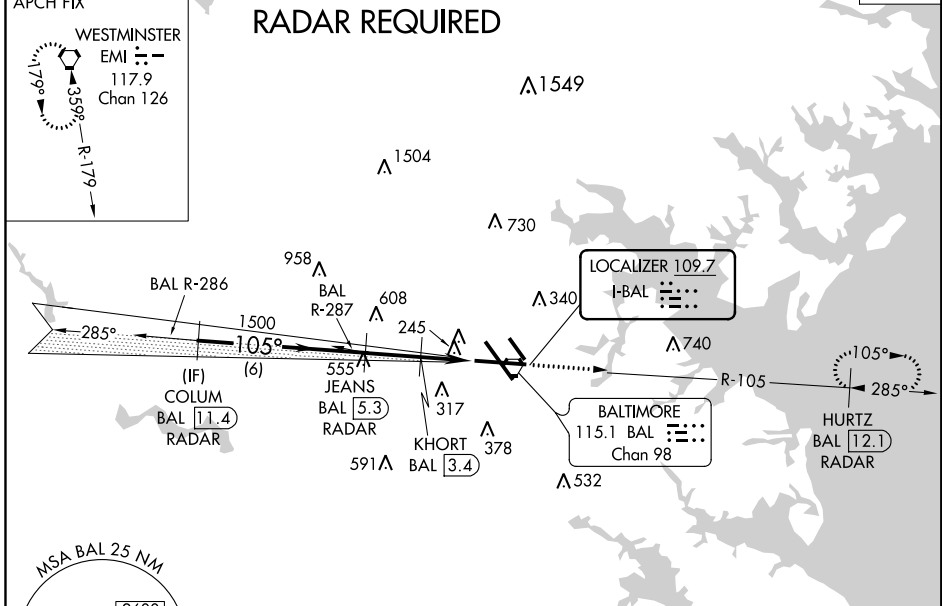 APCH FIX
RADAR REQUIRED
WESTMINSTER
EMI
117.9
Chan 126
179°
359°
R-179
1549
1504
730
LOCALIZER 109.7
I-BAL
958
BAL R-286
BAL
R-287
608
340
285°
1500
245
105°
740
(6)
555
(IF)
COLUM
BAL 11.4
RADAR
JEANS
BAL 5.3
RADAR
317
KHORT
BAL 3.4
378
591
BALTIMORE
115.1 BAL
Chan 98
532
R-105
105°
285°
HURTZ
BAL 12.1
RADAR
MSA BAL 25 NM